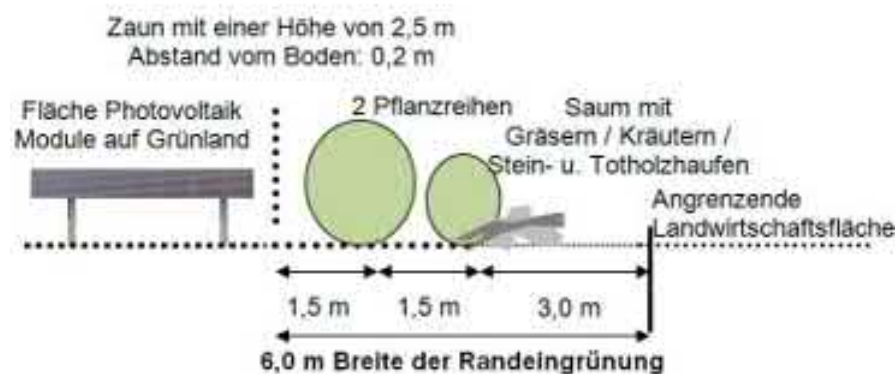 Zaun mit einer Höhe von 2,5 m
Abstand vom Boden: 0,2 m
Fläche Photovoltaik
Module auf Grünland
2 Pflanzreihen
Saum mit
Gräsern / Kräutern /
Stein- u. Totholzhaufen
Angrenzende
Landwirtschaftsfläche
1,5 m
1,5 m
3,0 m
6,0 m Breite der Randeingrünung